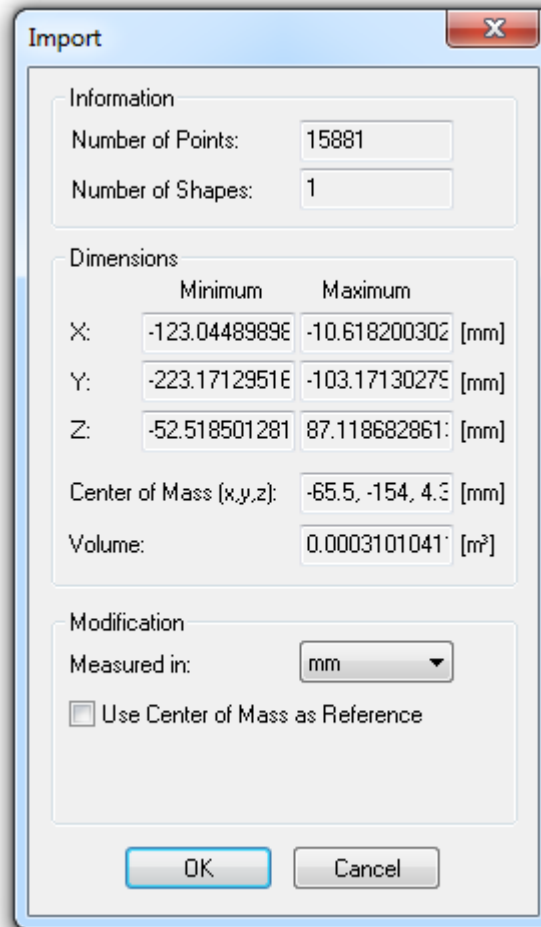 Import
Information
Number of Points: 15881
Number of Shapes: 1
Dimensions
Minimum Maximum
X: -123.04489898 -10.618200302 [mm]
Y: -223.17129516 -103.17130279 [mm]
Z: -52.518501281 87.118682861 [mm]
Center of Mass (x,y,z): -65.5, -154, 4.3 [mm]
Volume: 0.0003101041 [m³]
Modification
Measured in: mm
Use Center of Mass as Reference
OK Cancel